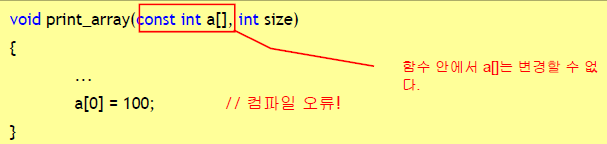 void print_array(const int a[], int size)
{
...
a[0] = 100; // 컴파일 오류!
}
함수 안에서 a[]는 변경할 수 없
다.